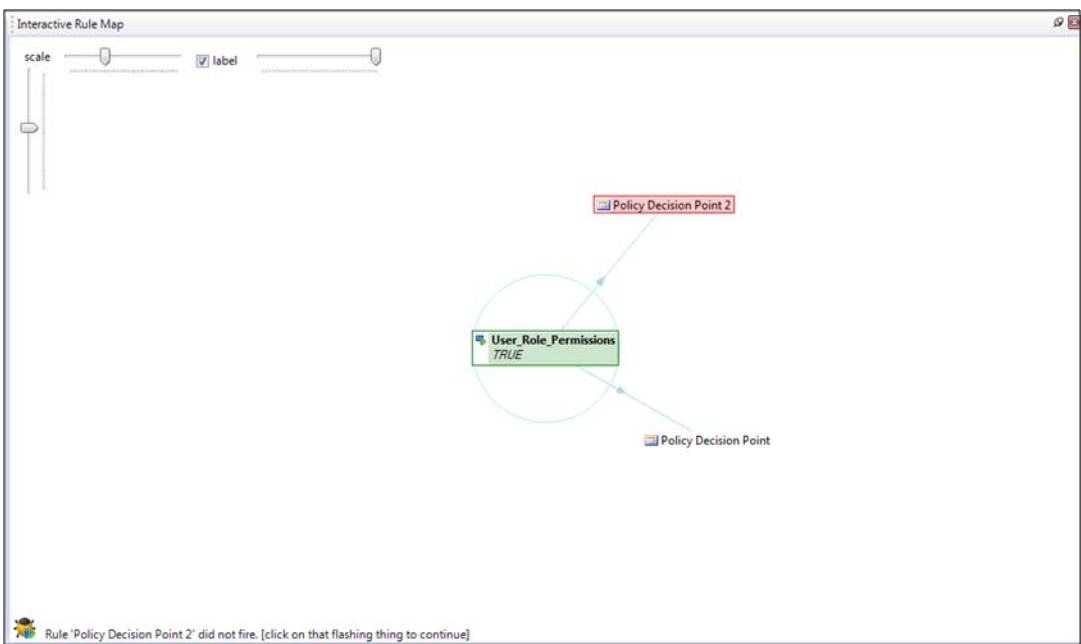 Interactive Rule Map
scale
label
Policy Decision Point 2
User_Role_Permissions
TRUE
Policy Decision Point
Rule 'Policy Decision Point 2' did not fire. [click on that flashing thing to continue]